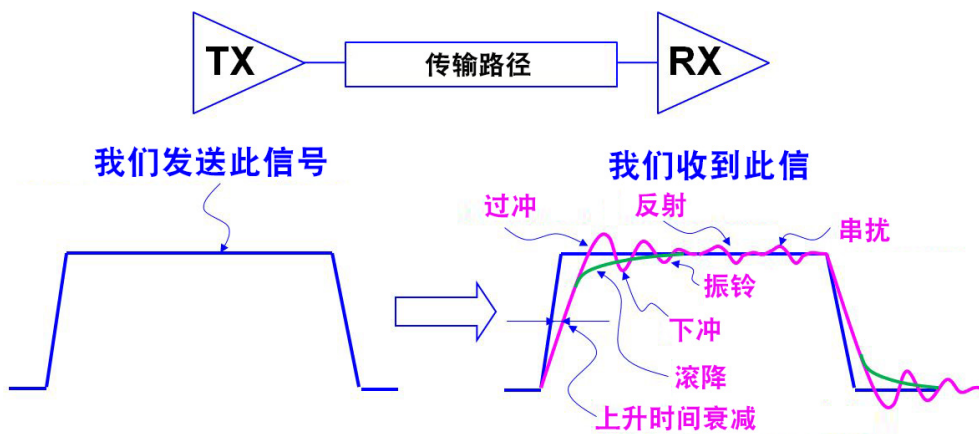 TX
传输路径
RX
我们发送此信号
我们收到此信
过冲
反射
串扰
振铃
下冲
滚降
上升时间衰减